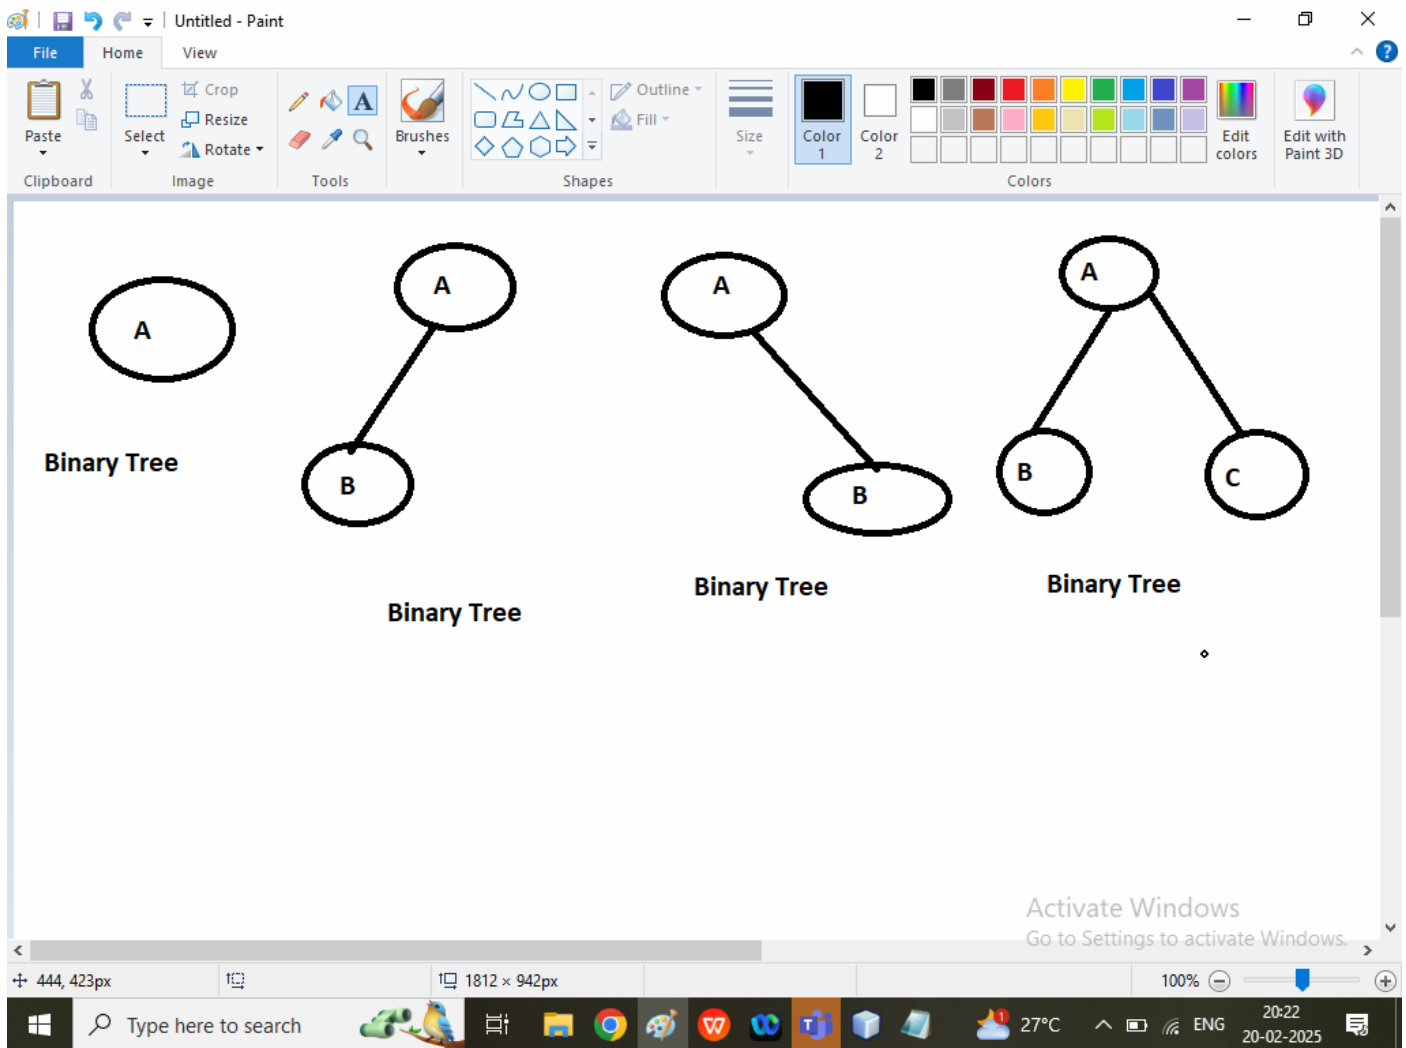 Untitled - Paint
File Home View
Paste
Clipboard
Select
Crop
Resize
Rotate
Image
A
Tools
Brushes
Outline
Fill
Shapes
Size
Color 1
Color 2
Edit colors
Colors
Edit with Paint 3D
A
Binary Tree
A
B
Binary Tree
A
B
Binary Tree
A
B
C
Binary Tree
Activate Windows
Go to Settings to activate Windows.
444, 423px
1812 × 942px
100%
Type here to search
1
27°C
ENG
20:22
20-02-2025